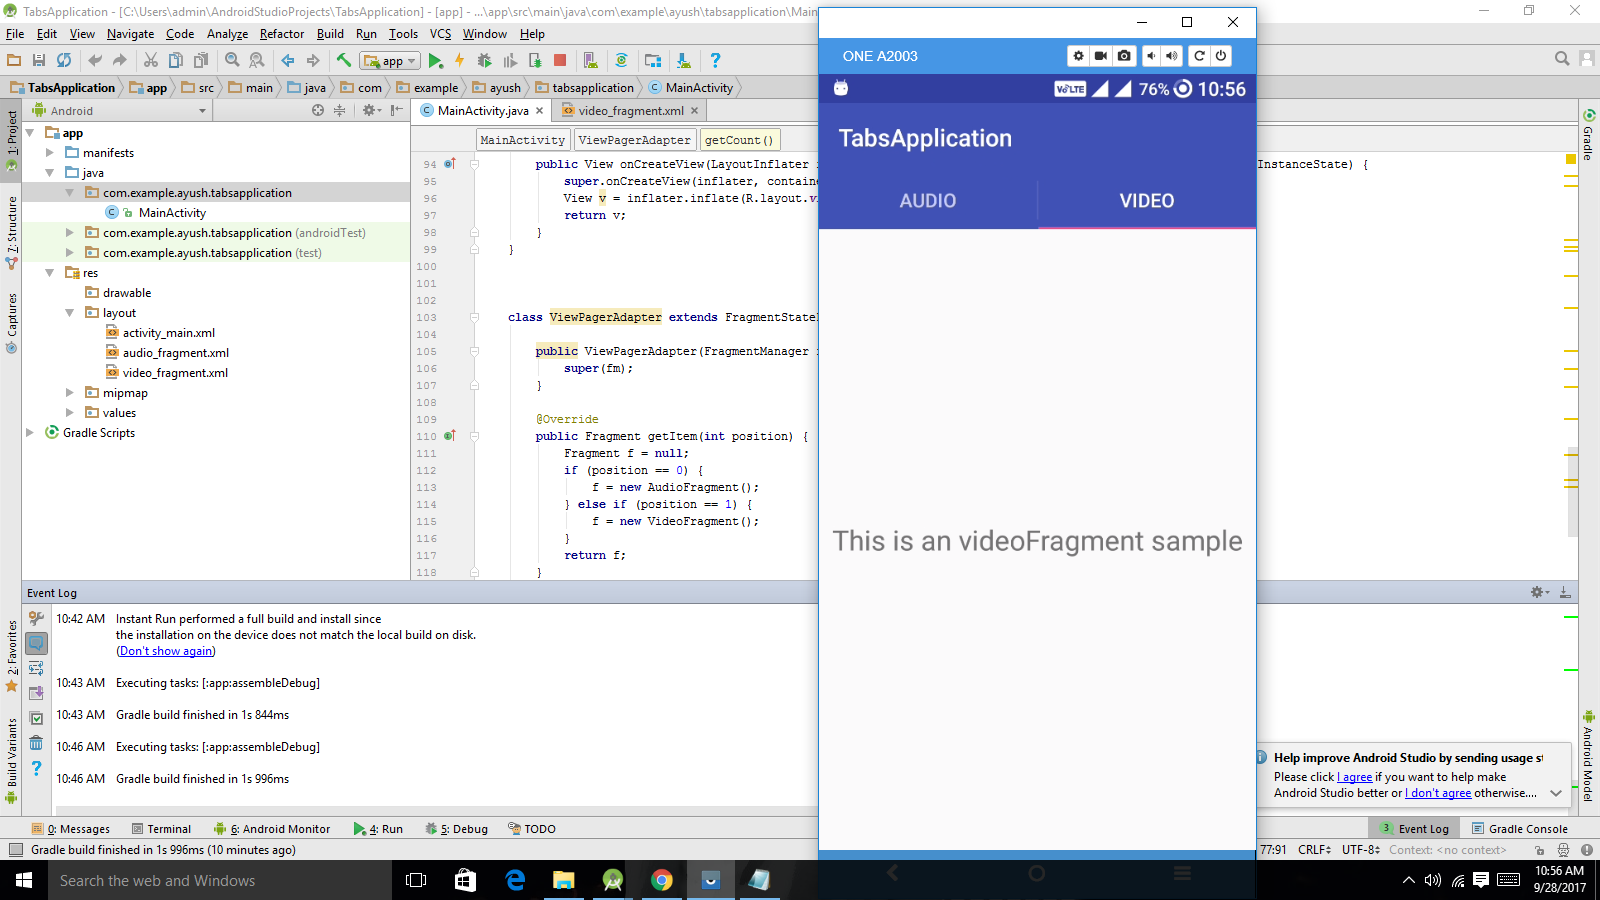 TabsApplication - [C:\Users\admin\AndroidStudioProjects\TabsApplication] - [app] - ...\app\src\main\java\com\example\ayush\tabsapplication\Main
File Edit View Navigate Code Analyze Refactor Build Run Tools VCS Window Help
app
TabsApplication app src main java com example ayush tabsapplication MainActivity
Android
MainActivity.java video_fragment.xml
MainActivity ViewPagerAdapter getCount()
1: Project
7: Structure
Captures
2: Favorites
Build Variants
app
manifests
java
com.example.ayush.tabsapplication
MainActivity
com.example.ayush.tabsapplication (androidTest)
com.example.ayush.tabsapplication (test)
res
drawable
layout
activity_main.xml
audio_fragment.xml
video_fragment.xml
mipmap
values
Gradle Scripts
94 public View onCreateView(LayoutInflater InstanceState) {
95 super.onCreateView(inflater, containe
96 View v = inflater.inflate(R.layout.v
97 return v;
98 }
99 }
100
101
102
103 class ViewPagerAdapter extends FragmentState
104
105 public ViewPagerAdapter(FragmentManager
106 super(fm);
107 }
108
109 @Override
110 public Fragment getItem(int position) {
111 Fragment f = null;
112 if (position == 0) {
113 f = new AudioFragment();
114 } else if (position == 1) {
115 f = new VideoFragment();
116 }
117 return f;
118 }
ONE A2003
VoLTE 76% 10:56
TabsApplication
AUDIO VIDEO
This is an videoFragment sample
Gradle
Android Model
Event Log
10:42 AM Instant Run performed a full build and install since
the installation on the device does not match the local build on disk.
(Don't show again)
10:43 AM Executing tasks: [:app:assembleDebug]
10:43 AM Gradle build finished in 1s 844ms
10:46 AM Executing tasks: [:app:assembleDebug]
10:46 AM Gradle build finished in 1s 996ms
Help improve Android Studio by sending usage st
Please click I agree if you want to help make
Android Studio better or I don't agree otherwise....
0: Messages Terminal 6: Android Monitor 4: Run 5: Debug TODO 3 Event Log Gradle Console
Gradle build finished in 1s 996ms (10 minutes ago) 77:91 CRLF UTF-8 Context: <no context>
Search the web and Windows
10:56 AM
9/28/2017